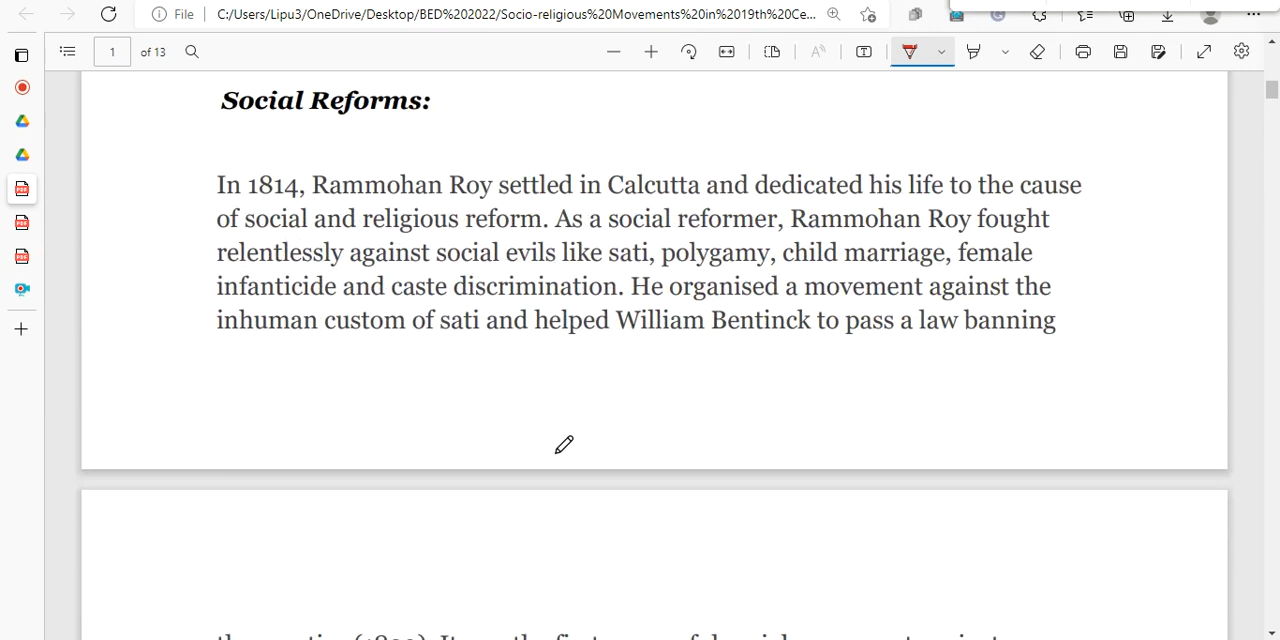 File
C:/Users/Lipu3/OneDrive/Desktop/BED%202022/Socio-religious%20Movements%20in%2019th%20Ce...
1 of 13
Social Reforms:
In 1814, Rammohan Roy settled in Calcutta and dedicated his life to the cause
of social and religious reform. As a social reformer, Rammohan Roy fought
relentlessly against social evils like sati, polygamy, child marriage, female
infanticide and caste discrimination. He organised a movement against the
inhuman custom of sati and helped William Bentinck to pass a law banning